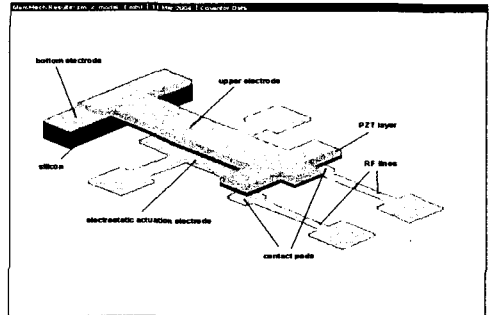 bottom electrode
upper electrode
PZT layer
RF lines
silicon
electrostatic actuation electrode
contact pads